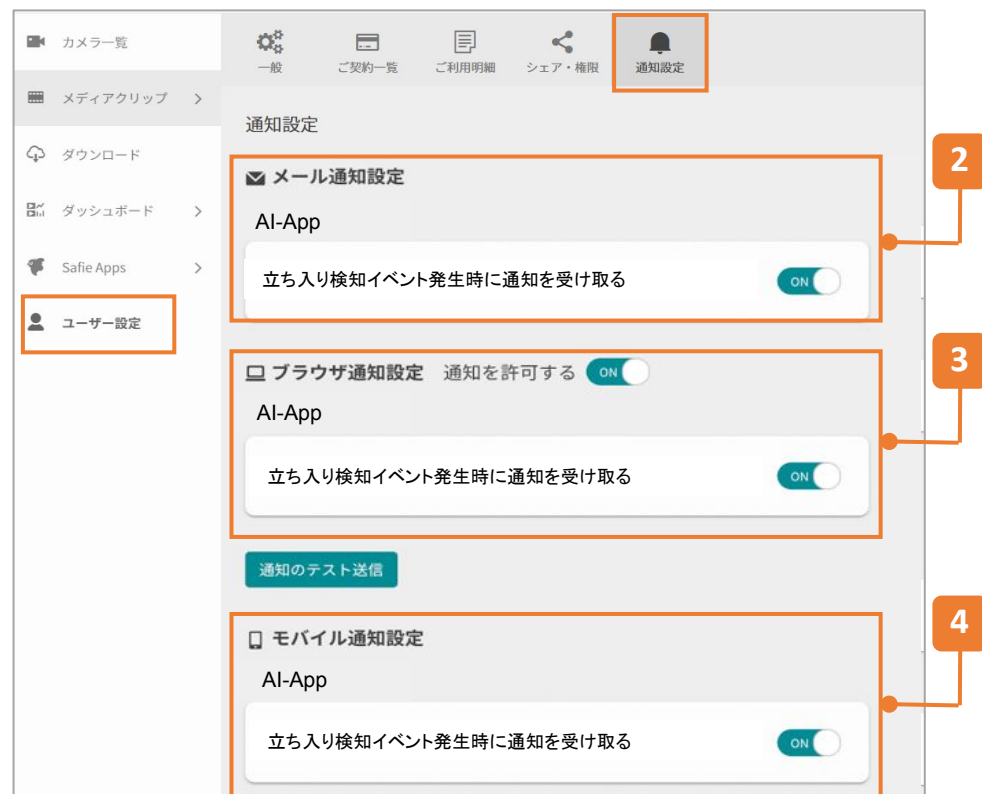 カメラ一覧
メディアクリップ
ダウンロード
ダッシュボード
Safie Apps
ユーザー設定
一般
ご契約一覧
ご利用明細
シェア・権限
通知設定
通知設定
メール通知設定
AI-App
立ち入り検知イベント発生時に通知を受け取る ON
2
ブラウザ通知設定 通知を許可する ON
AI-App
立ち入り検知イベント発生時に通知を受け取る ON
3
通知のテスト送信
モバイル通知設定
AI-App
立ち入り検知イベント発生時に通知を受け取る ON
4